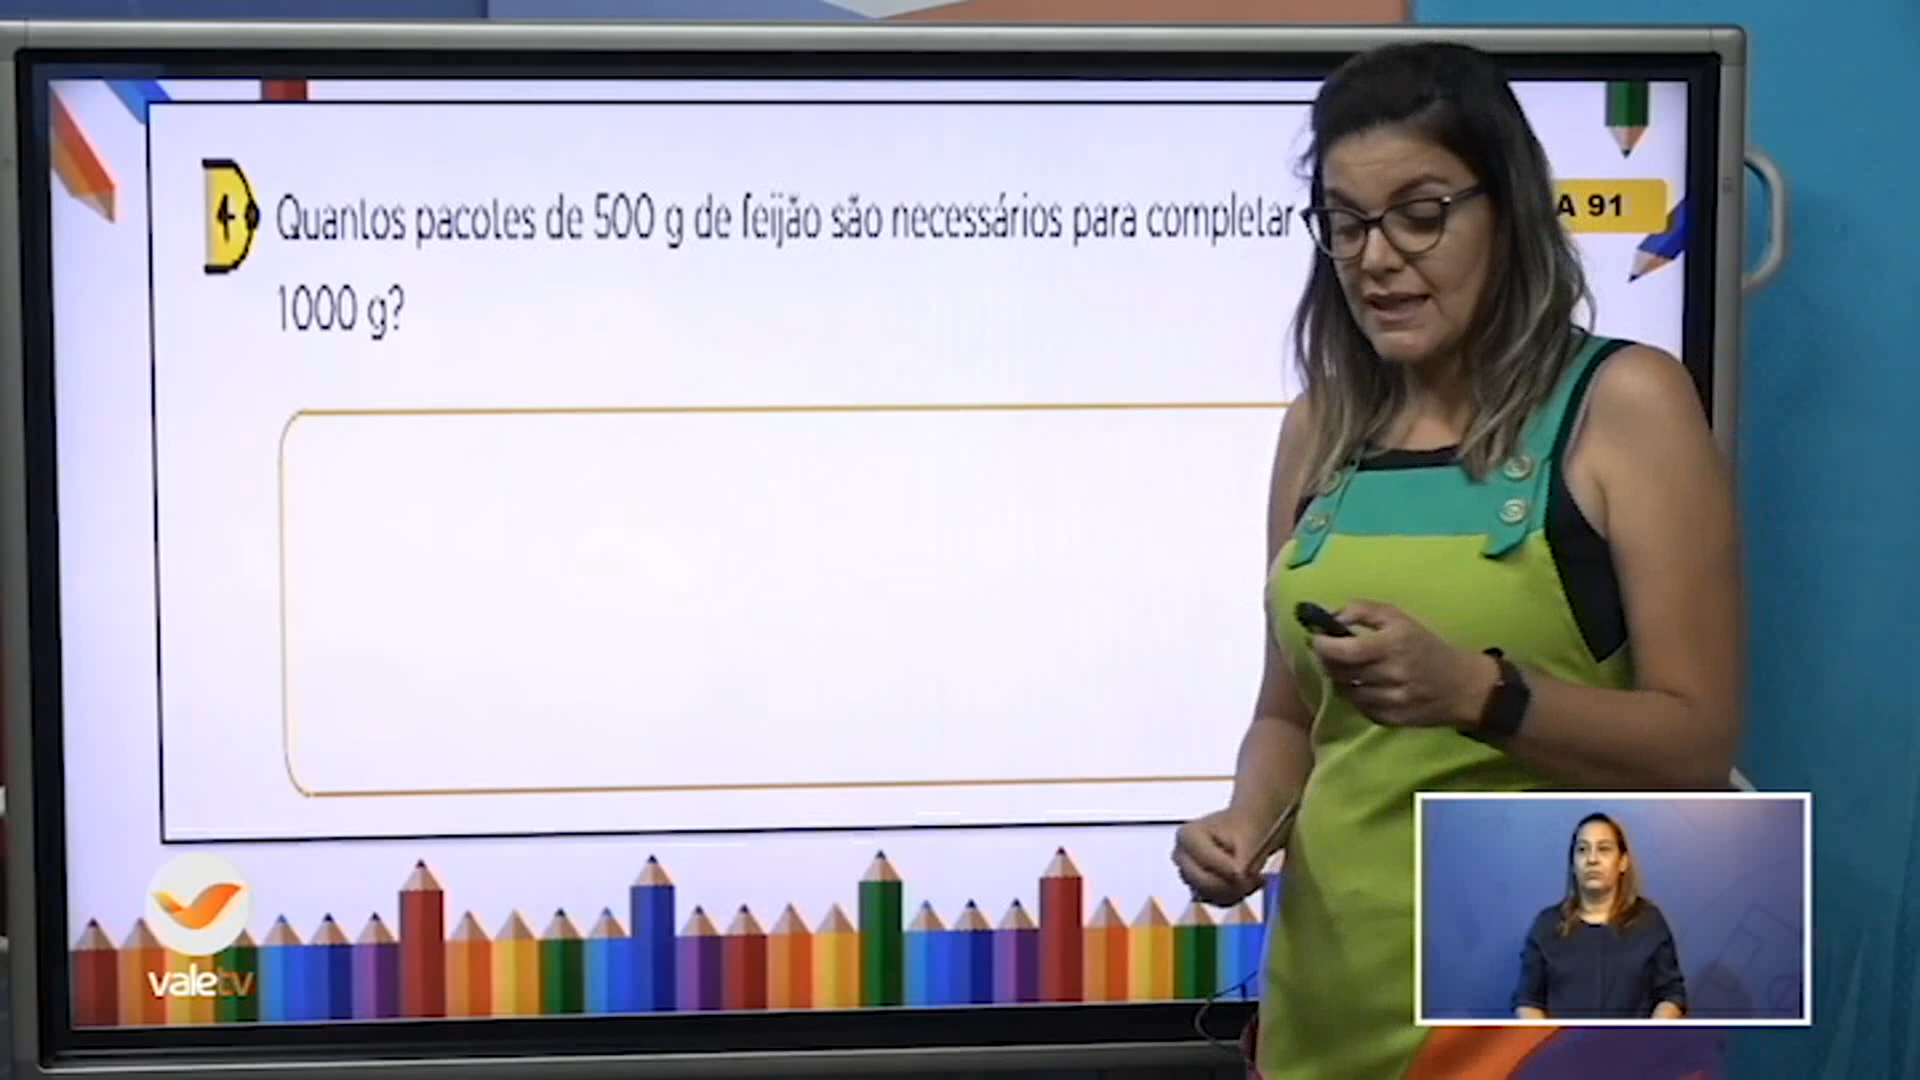 4
Quantos pacotes de 500 g de feijão são necessários para completar
1000 g?
A 91
valetv